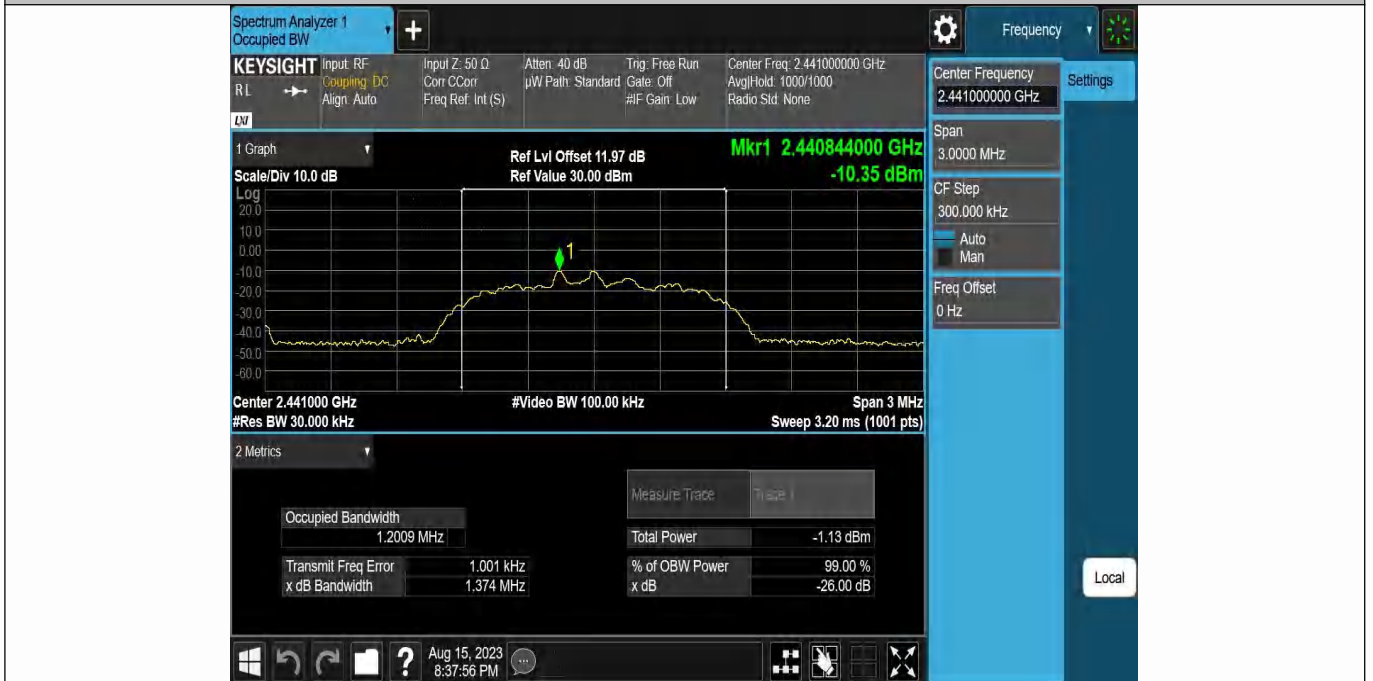 Spectrum Analyzer 1
Occupied BW
+
Frequency
KEYSIGHT
RL
LXI
Input: RF
Coupling: DC
Align: Auto
Input Z: 50 Ω
Corr CCorr
Freq Ref: Int (S)
Atten: 40 dB
µW Path: Standard
Trig: Free Run
Gate: Off
#IF Gain: Low
Center Freq: 2.441000000 GHz
Avg|Hold: 1000/1000
Radio Std: None
Center Frequency
2.441000000 GHz
Settings
Span
3.0000 MHz
CF Step
300.000 kHz
Auto
Man
Freq Offset
0 Hz
Local
1 Graph
Scale/Div 10.0 dB
Ref Lvl Offset 11.97 dB
Ref Value 30.00 dBm
Mkr1 2.440844000 GHz
-10.35 dBm
Log
20.0
10.0
0.00
-10.0
-20.0
-30.0
-40.0
-50.0
-60.0
1
Center 2.441000 GHz
#Res BW 30.000 kHz
#Video BW 100.00 kHz
Span 3 MHz
Sweep 3.20 ms (1001 pts)
2 Metrics
Measure Trace Trace 1
Occupied Bandwidth
1.2009 MHz
Total Power -1.13 dBm
Transmit Freq Error 1.001 kHz
% of OBW Power 99.00 %
x dB Bandwidth 1.374 MHz
x dB -26.00 dB
?
Aug 15, 2023
8:37:56 PM